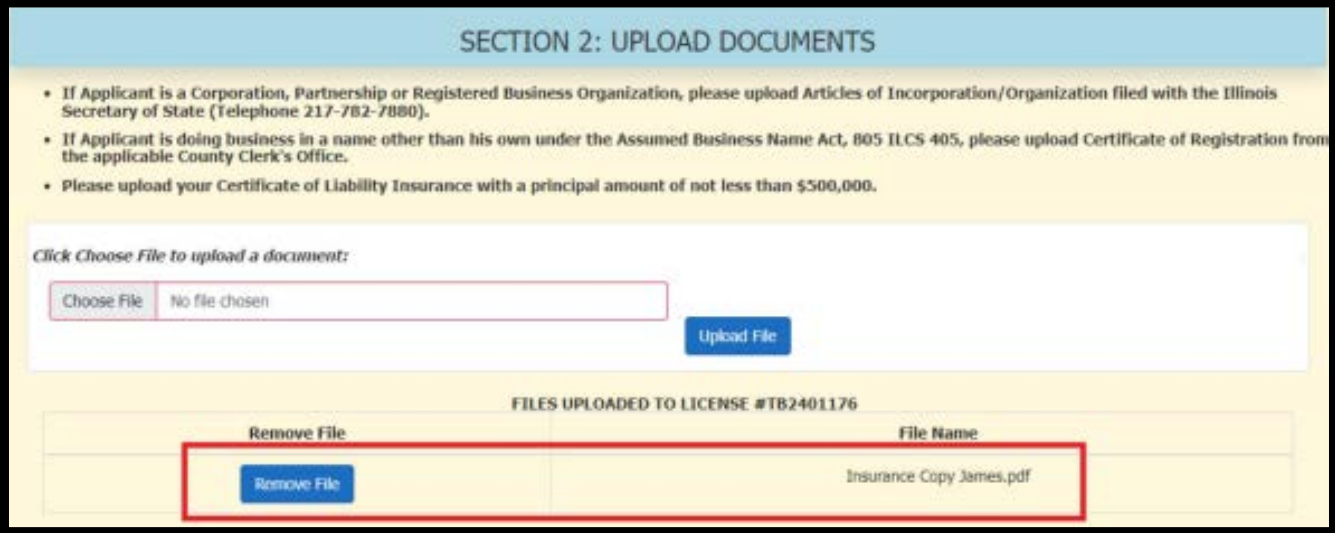 SECTION 2: UPLOAD DOCUMENTS
• If Applicant is a Corporation, Partnership or Registered Business Organization, please upload Articles of Incorporation/Organization filed with the Illinois
Secretary of State (Telephone 217-782-7880).
• If Applicant is doing business in a name other than his own under the Assumed Business Name Act, 805 ILCS 405, please upload Certificate of Registration from
the applicable County Clerk's Office.
• Please upload your Certificate of Liability Insurance with a principal amount of not less than $500,000.
Click Choose File to upload a document:
Choose File No file chosen
Upload File
FILES UPLOADED TO LICENSE #TB2401176
Remove File File Name
Remove File Insurance Copy James.pdf